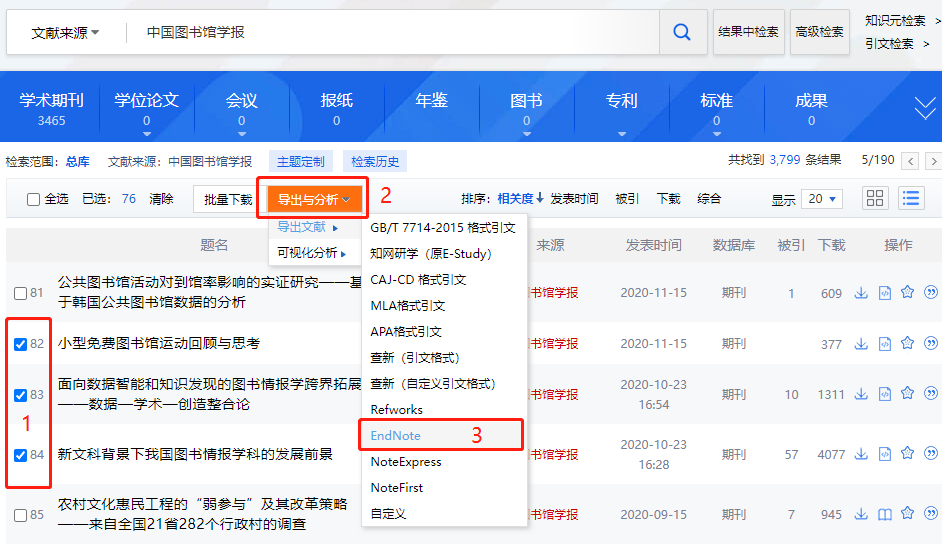 文献来源 中国图书馆学报 结果中检索 高级检索 知识元检索 >
引文检索 >
学术期刊 学位论文 会议 报纸 年鉴 图书 专利 标准 成果
3465 0 0 0 0 0 0
检索范围：总库 文献来源：中国图书馆学报 主题定制 检索历史 共找到 3,799 条结果 5/190 < >
全选 已选：76 清除 批量下载 导出与分析 2 排序：相关度↓ 发表时间 被引 下载 综合 显示 20
导出文献
可视化分析
GB/T 7714-2015 格式引文
知网研学（原E-Study）
CAJ-CD 格式引文
MLA格式引文
APA格式引文
查新（引文格式）
查新（自定义引文格式）
Refworks
EndNote 3
NoteExpress
NoteFirst
自定义
题名 来源 发表时间 数据库 被引 下载 操作
81 公共图书馆活动对到馆率影响的实证研究——基
于韩国公共图书馆数据的分析
书馆学报 2020-11-15 期刊 1 609
82 小型免费图书馆运动回顾与思考 书馆学报 2020-11-15 期刊 377
83 面向数据智能和知识发现的图书情报学跨界拓展
——数据—学术—创造整合论
书馆学报 2020-10-23
16:54
期刊 10 1311
1
84 新文科背景下我国图书情报学科的发展前景 书馆学报 2020-10-23
16:28
期刊 57 4077
85 农村文化惠民工程的“弱参与”及其改革策略
——来自全国21省282个行政村的调查
书馆学报 2020-09-15 期刊 7 945